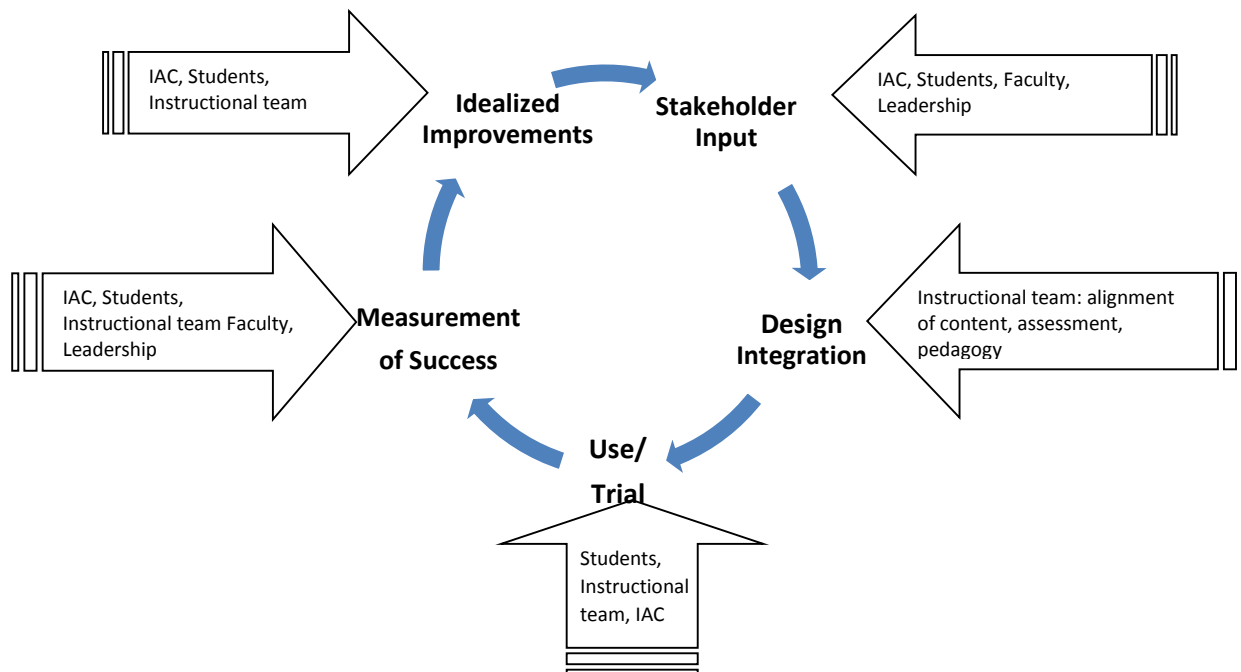 IAC, Students,
Instructional team
Idealized
Improvements
Stakeholder
Input
IAC, Students, Faculty,
Leadership
IAC, Students,
Instructional team Faculty,
Leadership
Measurement
of Success
Design
Integration
Instructional team: alignment
of content, assessment,
pedagogy
Use/
Trial
Students,
Instructional
team, IAC